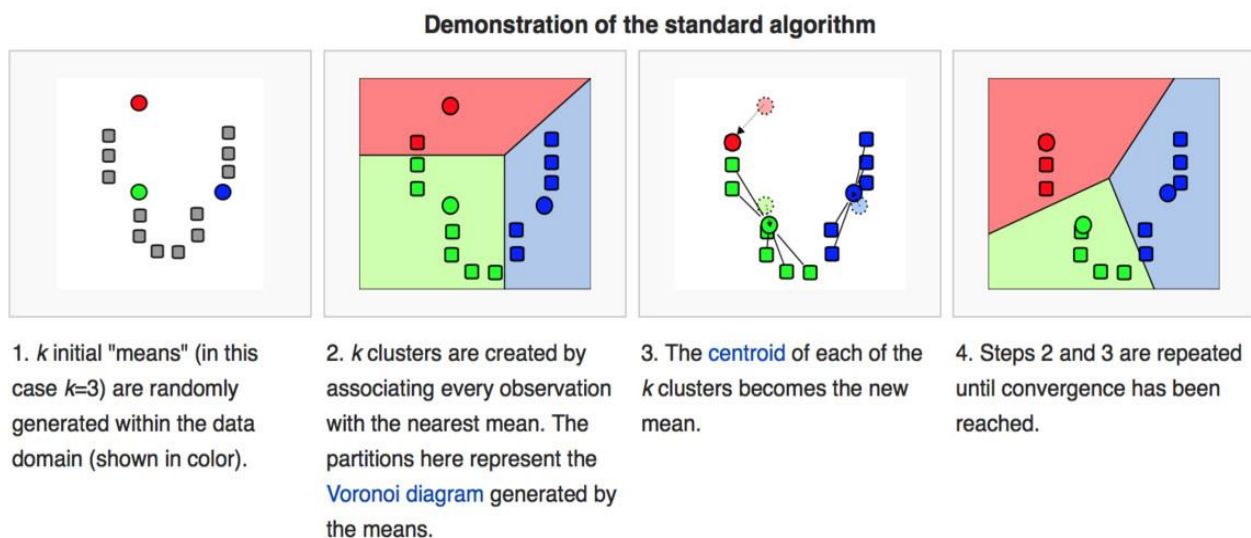 Demonstration of the standard algorithm
1. k initial "means" (in this
case k=3) are randomly
generated within the data
domain (shown in color).
2. k clusters are created by
associating every observation
with the nearest mean. The
partitions here represent the
Voronoi diagram generated by
the means.
3. The centroid of each of the
k clusters becomes the new
mean.
4. Steps 2 and 3 are repeated
until convergence has been
reached.